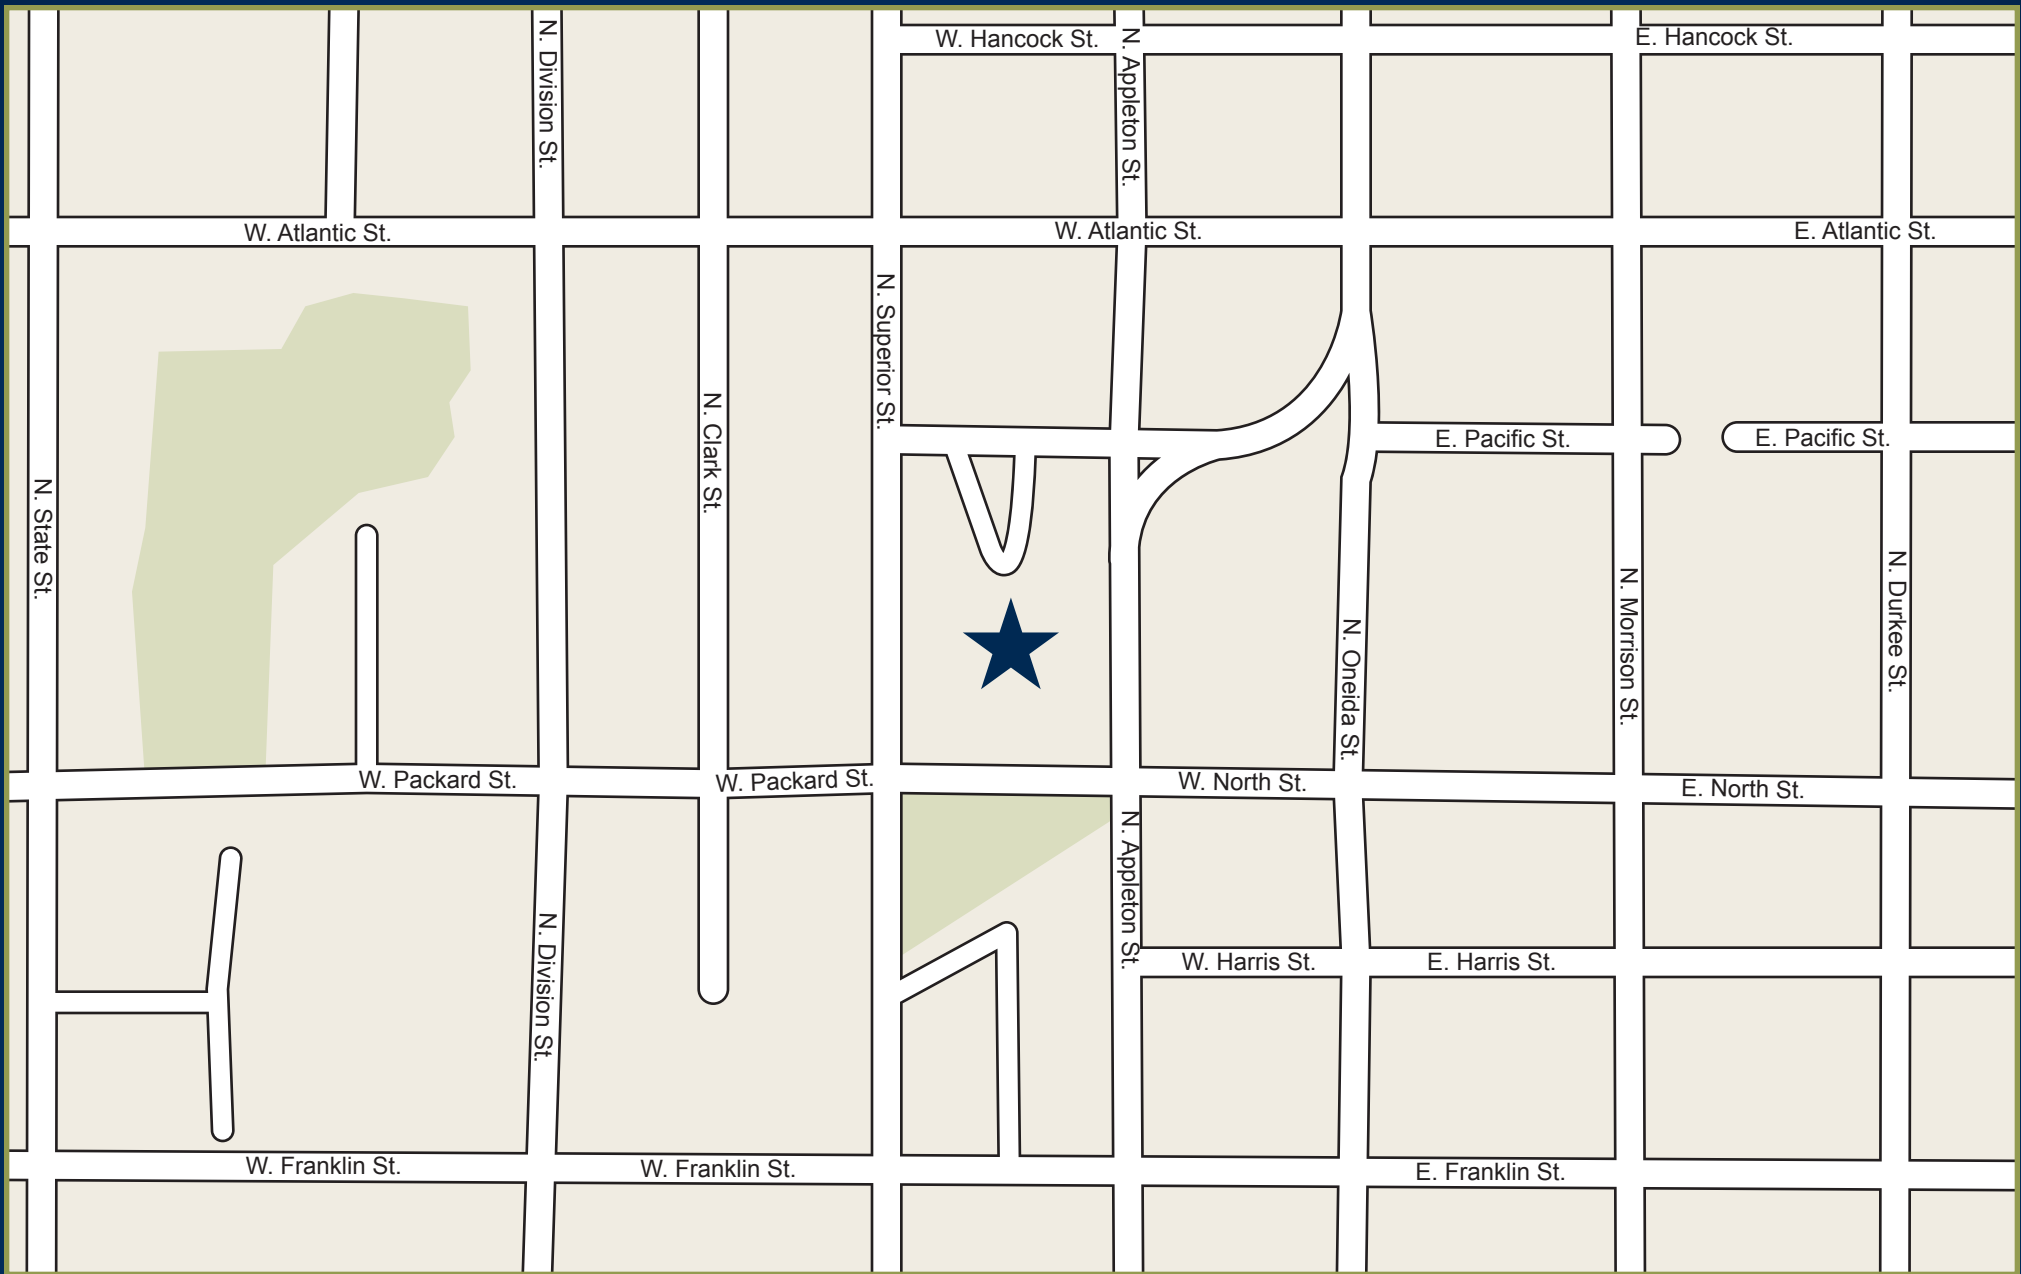 W. Hancock St.
E. Hancock St.
N. Division St.
N. Appleton St.
W. Atlantic St.
W. Atlantic St.
E. Atlantic St.
N. Superior St.
N. Clark St.
E. Pacific St.
E. Pacific St.
N. State St.
N. Durkee St.
N. Morrison St.
N. Oneida St.
W. Packard St.
W. Packard St.
W. North St.
E. North St.
N. Appleton St.
N. Division St.
W. Harris St.
E. Harris St.
W. Franklin St.
W. Franklin St.
E. Franklin St.